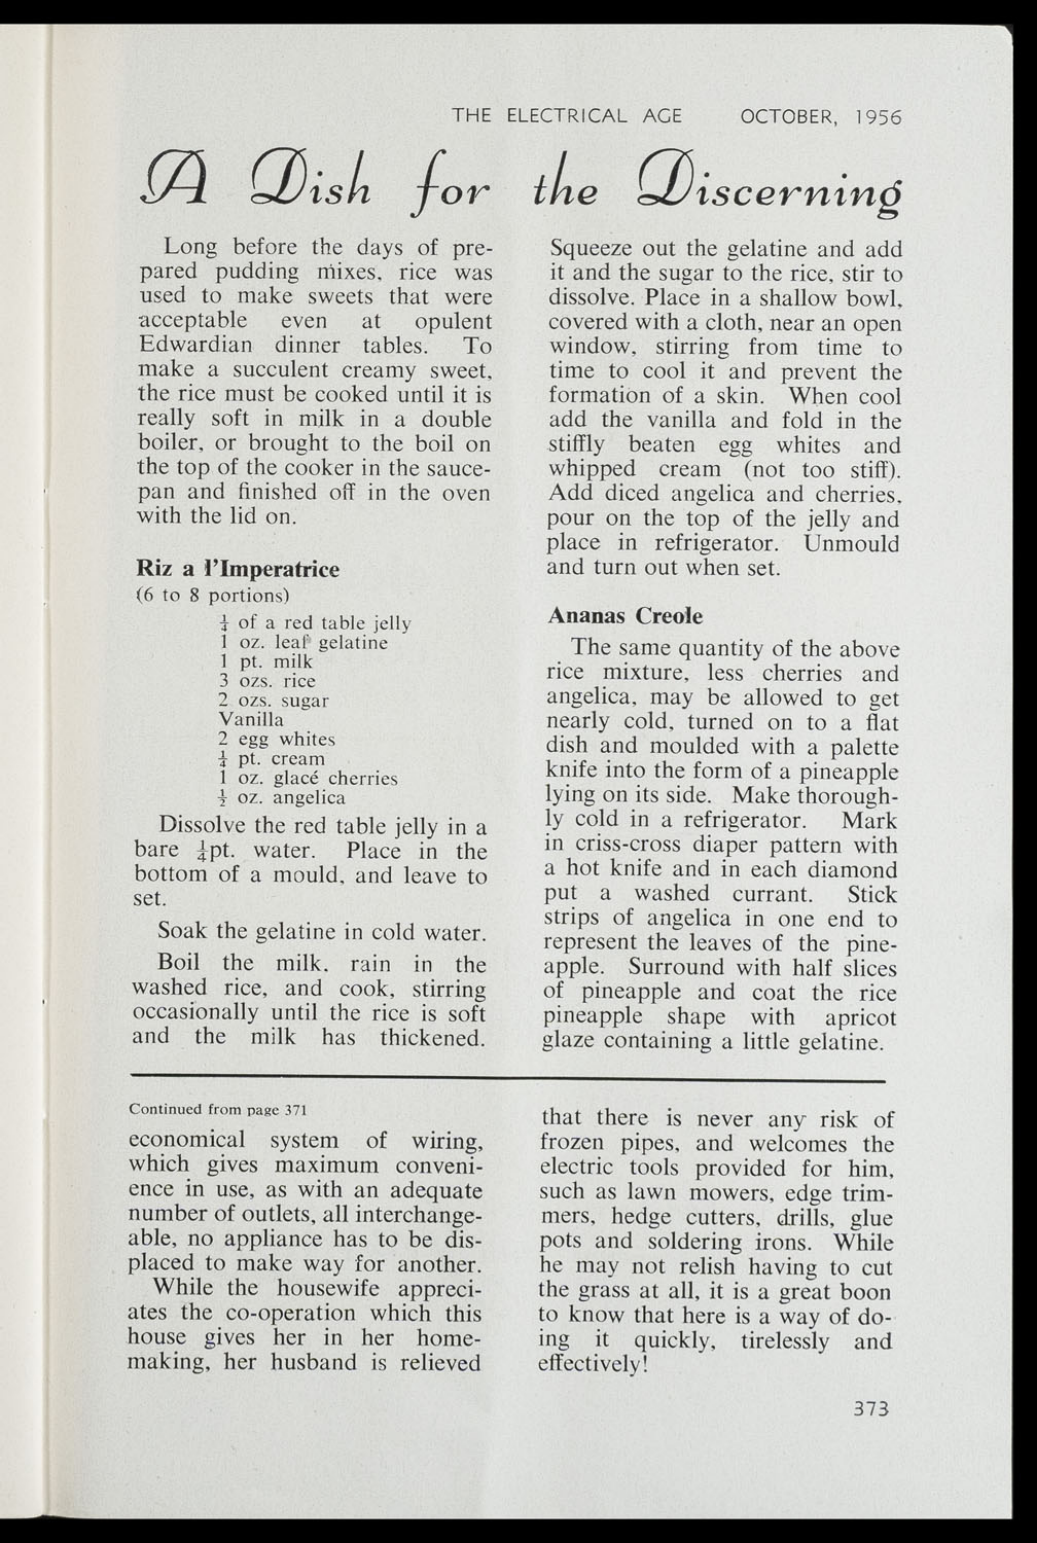 THE ELECTRICAL AGE OCTOBER, 1956
A Dish for the Discerning
Long before the days of pre-
pared pudding mixes, rice was
used to make sweets that were
acceptable even at opulent
Edwardian dinner tables. To
make a succulent creamy sweet,
the rice must be cooked until it is
really soft in milk in a double
boiler, or brought to the boil on
the top of the cooker in the sauce-
pan and finished off in the oven
with the lid on.
Riz a l'Imperatrice
(6 to 8 portions)
¼ of a red table jelly
1 oz. leaf gelatine
1 pt. milk
3 ozs. rice
2 ozs. sugar
Vanilla
2 egg whites
¼ pt. cream
1 oz. glacé cherries
½ oz. angelica
Dissolve the red table jelly in a
bare ¼pt. water. Place in the
bottom of a mould, and leave to
set.
Soak the gelatine in cold water.
Boil the milk, rain in the
washed rice, and cook, stirring
occasionally until the rice is soft
and the milk has thickened.
Squeeze out the gelatine and add
it and the sugar to the rice, stir to
dissolve. Place in a shallow bowl,
covered with a cloth, near an open
window, stirring from time to
time to cool it and prevent the
formation of a skin. When cool
add the vanilla and fold in the
stiffly beaten egg whites and
whipped cream (not too stiff).
Add diced angelica and cherries,
pour on the top of the jelly and
place in refrigerator. Unmould
and turn out when set.
Ananas Creole
The same quantity of the above
rice mixture, less cherries and
angelica, may be allowed to get
nearly cold, turned on to a flat
dish and moulded with a palette
knife into the form of a pineapple
lying on its side. Make thorough-
ly cold in a refrigerator. Mark
in criss-cross diaper pattern with
a hot knife and in each diamond
put a washed currant. Stick
strips of angelica in one end to
represent the leaves of the pine-
apple. Surround with half slices
of pineapple and coat the rice
pineapple shape with apricot
glaze containing a little gelatine.
Continued from page 371
economical system of wiring,
which gives maximum conveni-
ence in use, as with an adequate
number of outlets, all interchange-
able, no appliance has to be dis-
placed to make way for another.
While the housewife appreci-
ates the co-operation which this
house gives her in her home-
making, her husband is relieved
that there is never any risk of
frozen pipes, and welcomes the
electric tools provided for him,
such as lawn mowers, edge trim-
mers, hedge cutters, drills, glue
pots and soldering irons. While
he may not relish having to cut
the grass at all, it is a great boon
to know that here is a way of do-
ing it quickly, tirelessly and
effectively!
373